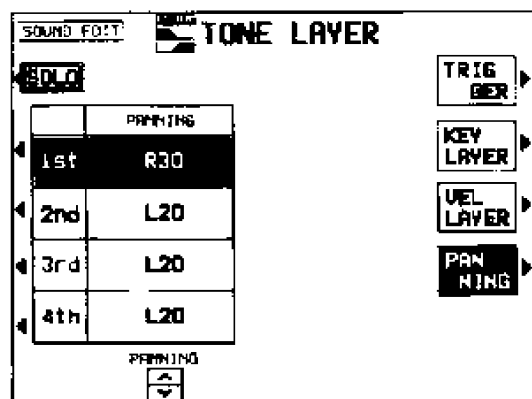 SOUND EDIT
TONE LAYER
SOLO
PANNING
1st R30
2nd L20
3rd L20
4th L20
PANNING
TRIG
GER
KEY
LAYER
VEL
LAYER
PAN
NING